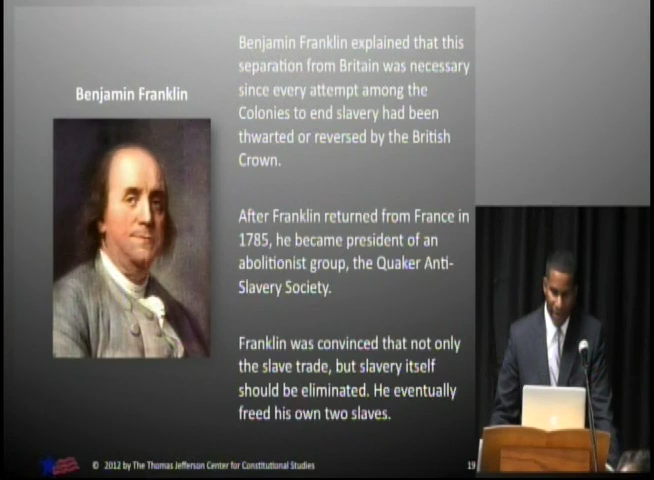 Benjamin Franklin
Benjamin Franklin explained that this
separation from Britain was necessary
since every attempt among the
Colonies to end slavery had been
thwarted or reversed by the British
Crown.
After Franklin returned from France in
1785, he became president of an
abolitionist group, the Quaker Anti-
Slavery Society.
Franklin was convinced that not only
the slave trade, but slavery itself
should be eliminated. He eventually
freed his own two slaves.
© 2012 by The Thomas Jefferson Center for Constitutional Studies
19